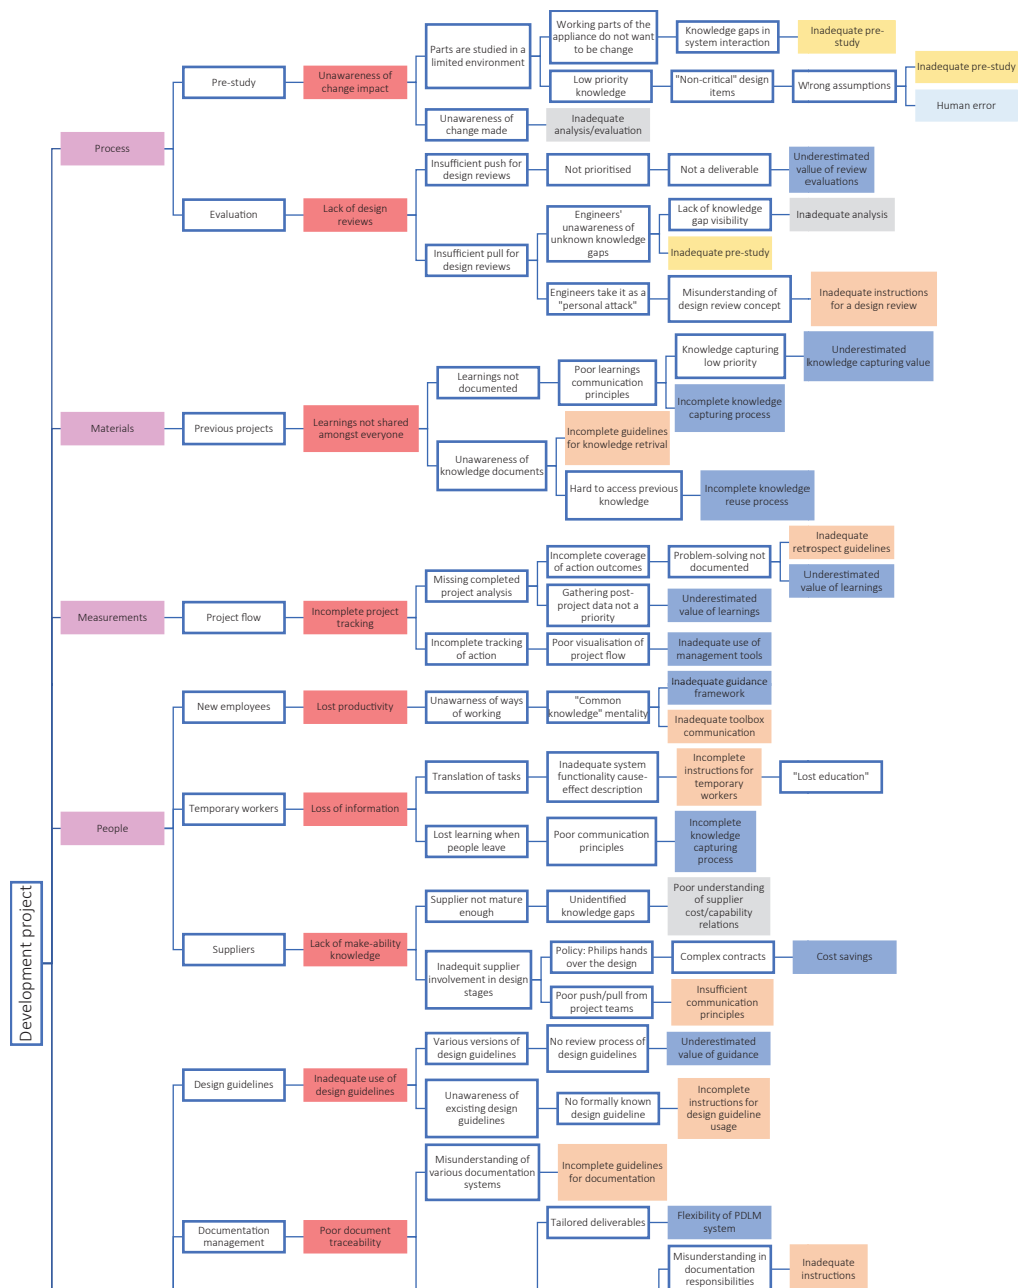 Working parts of the
appliance do not want
to be change
Knowledge gaps in
system interaction
Inadequate pre-
study
Parts are studied in a
limited environment
Inadequate pre-study
Pre-study
Unawareness of
change impact
Low priority
knowledge
"Non-critical" design
items
Wrong assumptions
Human error
Unawareness of
change made
Inadequate
analysis/evaluation
Process
Insufficient push for
design reviews
Not prioritised
Not a deliverable
Underestimated
value of review
evaluations
Evaluation
Lack of design
reviews
Engineers'
unawareness of
unknown knowledge
gaps
Lack of knowledge
gap visibility
Inadequate analysis
Insufficient pull for
design reviews
Inadequate pre-study
Engineers take it as a
"personal attack"
Misunderstanding of
design review concept
Inadequate instructions
for a design review
Knowledge capturing
low priority
Underestimated
knowledge capturing value
Learnings not
documented
Poor learnings
communication
principles
Incomplete knowledge
capturing process
Materials
Previous projects
Learnings not shared
amongst everyone
Incomplete guidelines
for knowledge retrival
Unawareness of
knowledge documents
Hard to access previous
knowledge
Incomplete knowledge
reuse process
Inadequate
retrospect guidelines
Incomplete coverage
of action outcomes
Problem-solving not
documented
Missing completed
project analysis
Underestimated
value of learnings
Gathering post-
project data not a
priority
Underestimated
value of learnings
Measurements
Project flow
Incomplete project
tracking
Incomplete tracking
of action
Poor visualisation of
project flow
Inadequate use of
management tools
Inadequate guidance
framework
New employees
Lost productivity
Unawarness of ways
of working
"Common
knowledge" mentality
Inadequate toolbox
communication
Translation of tasks
Inadequate system
functionality cause-
effect description
Incomplete
instructions for
temporary
workers
"Lost education"
Temporary workers
Loss of information
People
Lost learning when
people leave
Poor communication
principles
Incomplete
knowledge
capturing
process
Supplier not mature
enough
Unidentified
knowledge gaps
Poor understanding
of supplier
cost/capability
relations
Suppliers
Lack of make-ability
knowledge
Policy: Philips hands
over the design
Complex contracts
Cost savings
Inadequit supplier
involvement in design
stages
Poor push/pull from
project teams
Insufficient
communication
principles
Development project
Various versions of
design guidelines
No review process of
design guidelines
Underestimated
value of guidance
Design guidelines
Inadequate use of
design guidelines
Unawareness of
excisting design
guidelines
No formally known
design guideline
Incomplete
instructions for
design guideline
usage
Misunderstanding of
various documentation
systems
Incomplete guidelines
for documentation
Tailored deliverables
Flexibility of PDLM
system
Documentation
management
Poor document
traceability
Misunderstanding in
documentation
responsibilities
Inadequate
instructions